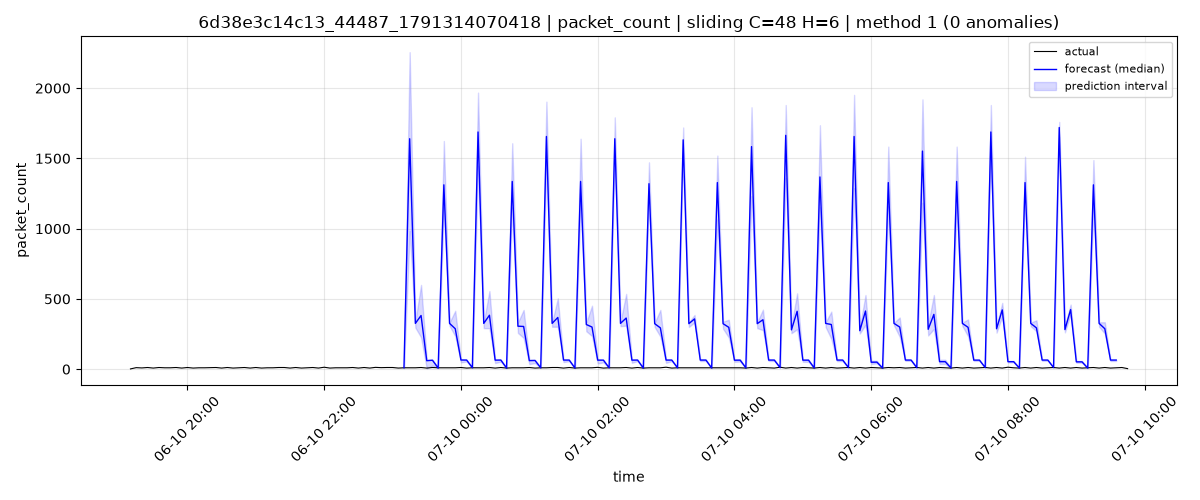 6d38e3c14c13_44487_1791314070418 | packet_count | sliding C=48 H=6 | method 1 (0 anomalies)
actual
forecast (median)
prediction interval
packet_count
2000
1500
1000
500
0
06-10 20:00
06-10 22:00
07-10 00:00
07-10 02:00
07-10 04:00
07-10 06:00
07-10 08:00
07-10 10:00
time